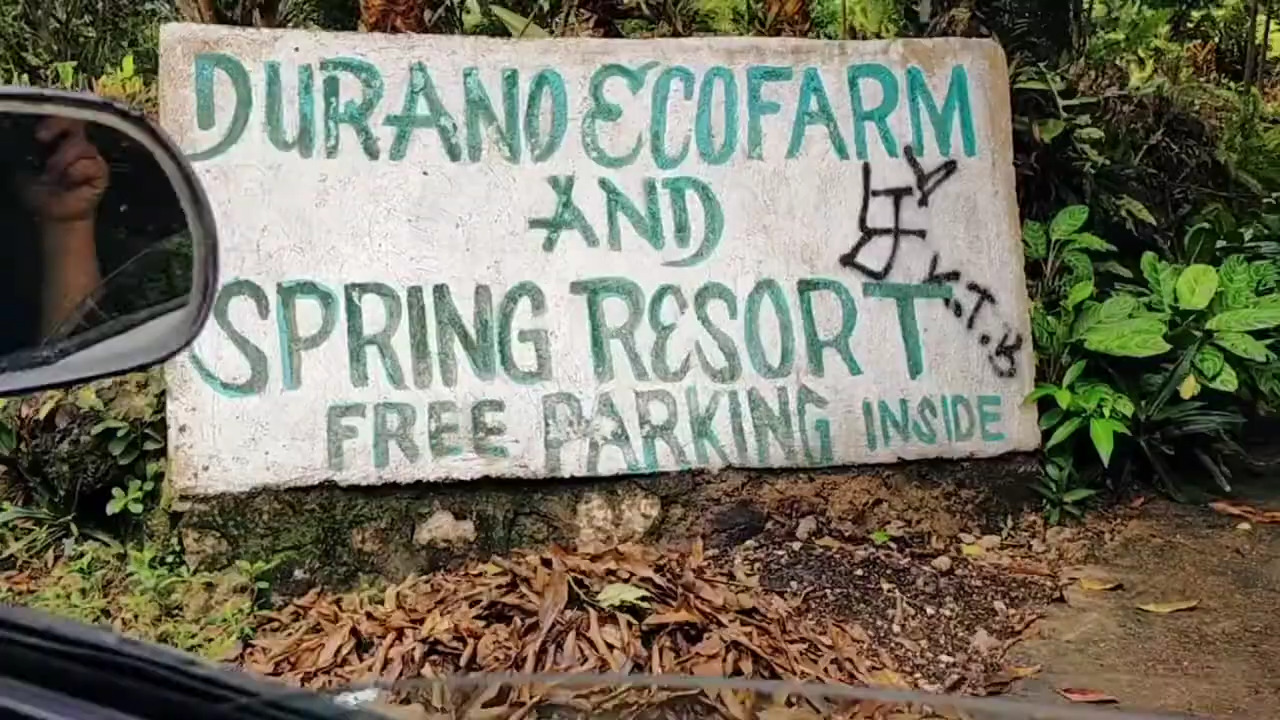 DURANO ECOFARM
AND
SPRING RESORT
FREE PARKING INSIDE